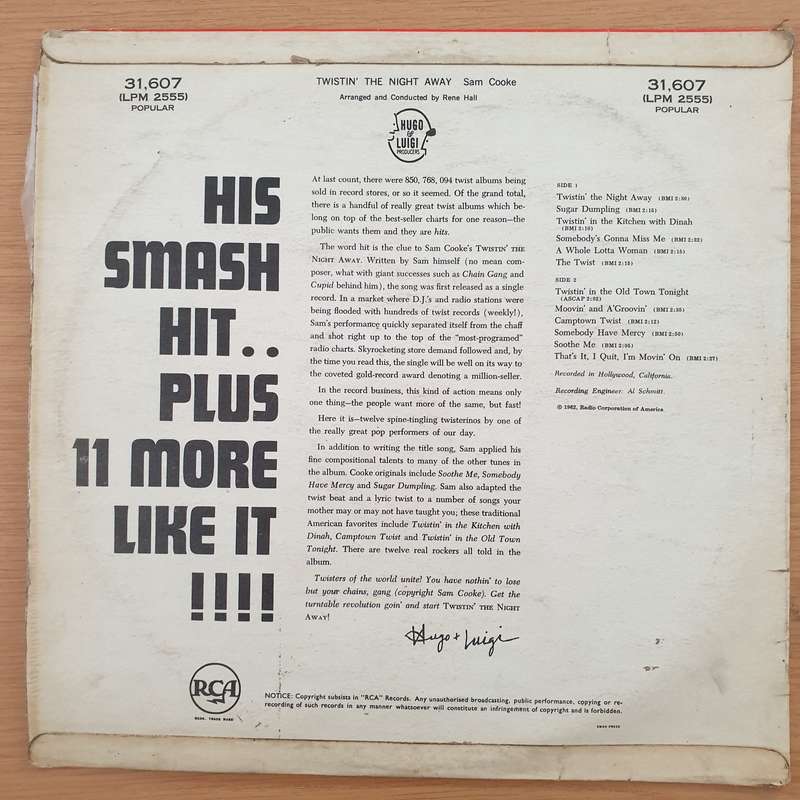 31,607
(LPM 2555)
POPULAR
TWISTIN' THE NIGHT AWAY Sam Cooke
Arranged and Conducted by Rene Hall
31,607
(LPM 2555)
POPULAR
HUGO
&
LUIGI
PRODUCERS
HIS
SMASH
HIT..
PLUS
11 MORE
LIKE IT
!!!!
At last count, there were 850, 768, 094 twist albums being
sold in record stores, or so it seemed. Of the grand total,
there is a handful of really great twist albums which be-
long on top of the best-seller charts for one reason—the
public wants them and they are hits.
The word hit is the clue to Sam Cooke's TWISTIN' THE
NIGHT AWAY. Written by Sam himself (no mean com-
poser, what with giant successes such as Chain Gang and
Cupid behind him), the song was first released as a single
record. In a market where D.J.'s and radio stations were
being flooded with hundreds of twist records (weekly!),
Sam's performance quickly separated itself from the chaff
and shot right up to the top of the "most-programed"
radio charts. Skyrocketing store demand followed and, by
the time you read this, the single will be well on its way to
the coveted gold-record award denoting a million-seller.
In the record business, this kind of action means only
one thing—the people want more of the same, but fast!
Here it is—twelve spine-tingling twisterinos by one of
the really great pop performers of our day.
In addition to writing the title song, Sam applied his
fine compositional talents to many of the other tunes in
the album. Cooke originals include Soothe Me, Somebody
Have Mercy and Sugar Dumpling. Sam also adapted the
twist beat and a lyric twist to a number of songs your
mother may or may not have taught you; these traditional
American favorites include Twistin' in the Kitchen with
Dinah, Camptown Twist and Twistin' in the Old Town
Tonight. There are twelve real rockers all told in the
album.
Twisters of the world unite! You have nothin' to lose
but your chains, gang (copyright Sam Cooke). Get the
turntable revolution goin' and start TWISTIN' THE NIGHT
AWAY!
Hugo + Luigi
SIDE 1
Twistin' the Night Away (BMI 2:30)
Sugar Dumpling (BMI 2:15)
Twistin' in the Kitchen with Dinah
(BMI 2:10)
Somebody's Gonna Miss Me (BMI 2:33)
A Whole Lotta Woman (BMI 2:15)
The Twist (BMI 2:15)
SIDE 2
Twistin' in the Old Town Tonight
(ASCAP 2:02)
Moovin' and A'Groovin' (BMI 2:35)
Camptown Twist (BMI 2:12)
Somebody Have Mercy (BMI 2:50)
Soothe Me (BMI 2:05)
That's It, I Quit, I'm Movin' On (BMI 2:27)
Recorded in Hollywood, California.
Recording Engineer: Al Schmitt.
© 1962, Radio Corporation of America
RCA
REGD. TRADE MARK
NOTICE: Copyright subsists in "RCA" Records. Any unauthorised broadcasting, public performance, copying or re-
recording of such records in any manner whatsoever will constitute an infringement of copyright and is forbidden.